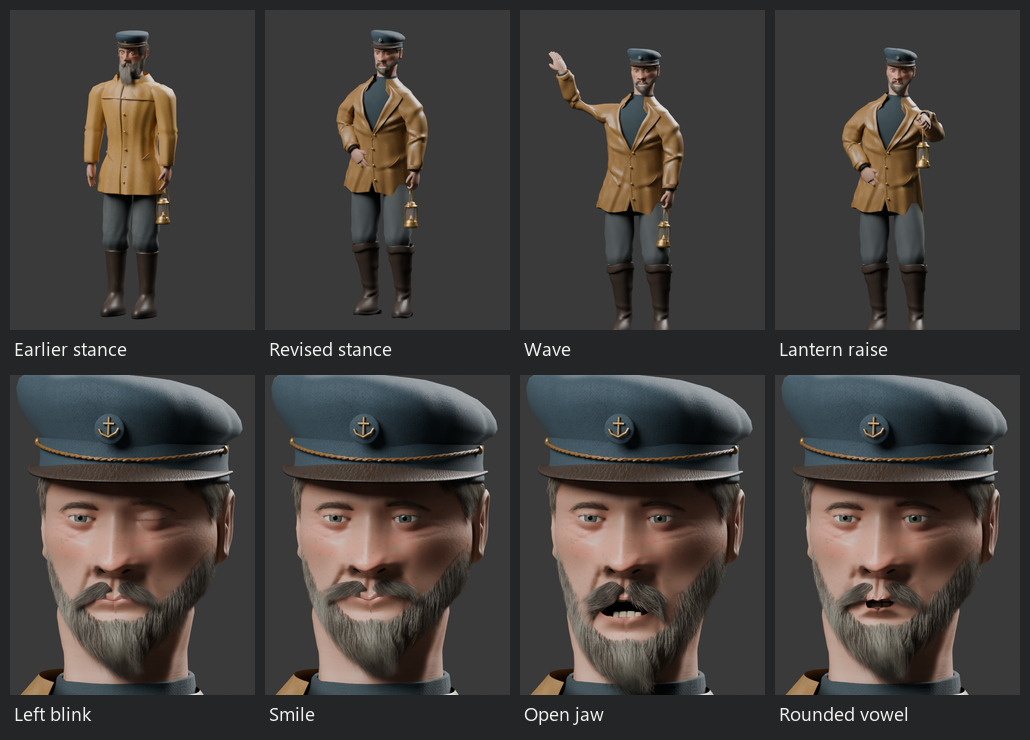 Earlier stance
Revised stance
Wave
Lantern raise
Left blink
Smile
Open jaw
Rounded vowel